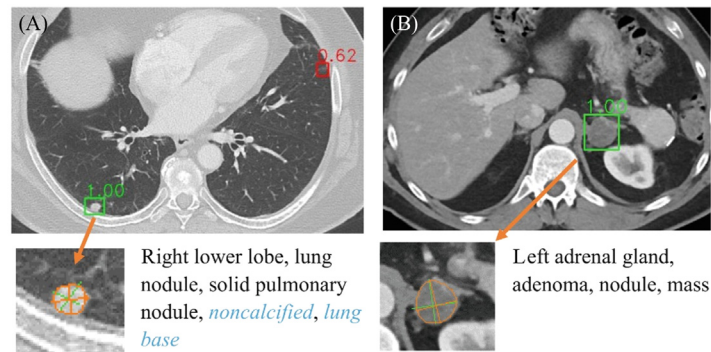 (A)
0.62
1.00
(B)
1.00
Right lower lobe, lung
nodule, solid pulmonary
nodule, noncalcified, lung
base
Left adrenal gland,
adenoma, nodule, mass